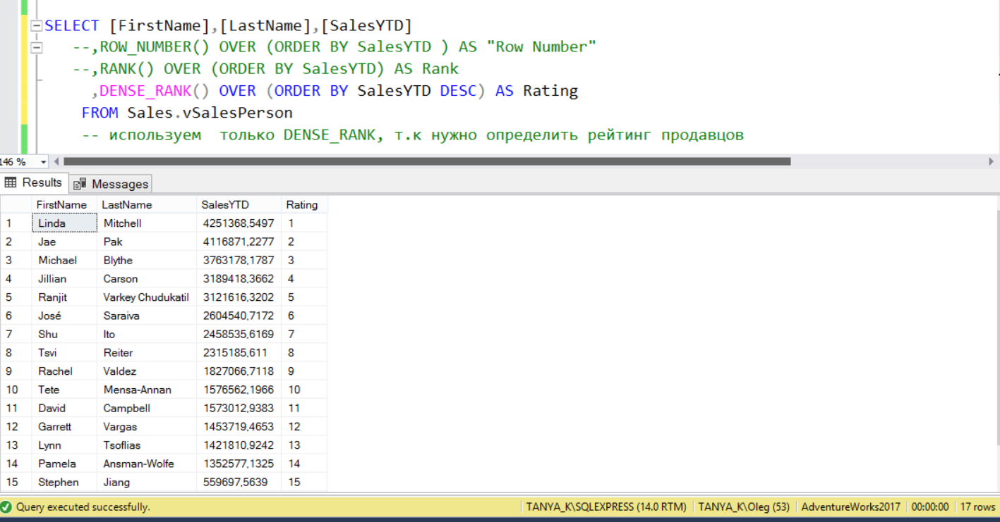 SELECT [FirstName],[LastName],[SalesYTD]
--,ROW_NUMBER() OVER (ORDER BY SalesYTD ) AS "Row Number"
--,RANK() OVER (ORDER BY SalesYTD) AS Rank
,DENSE_RANK() OVER (ORDER BY SalesYTD DESC) AS Rating
FROM Sales.vSalesPerson
-- используем  только DENSE_RANK, т.к нужно определить рейтинг продавцов
146 %
Results Messages
FirstName LastName SalesYTD Rating
1 Linda Mitchell 4251368,5497 1
2 Jae Pak 4116871,2277 2
3 Michael Blythe 3763178,1787 3
4 Jillian Carson 3189418,3662 4
5 Ranjit Varkey Chudukatil 3121616,3202 5
6 José Saraiva 2604540,7172 6
7 Shu Ito 2458535,6169 7
8 Tsvi Reiter 2315185,611 8
9 Rachel Valdez 1827066,7118 9
10 Tete Mensa-Annan 1576562,1966 10
11 David Campbell 1573012,9383 11
12 Garrett Vargas 1453719,4653 12
13 Lynn Tsoflias 1421810,9242 13
14 Pamela Ansman-Wolfe 1352577,1325 14
15 Stephen Jiang 559697,5639 15
Query executed successfully. TANYA_K\SQLEXPRESS (14.0 RTM) TANYA_K\Oleg (53) AdventureWorks2017 00:00:00 17 rows